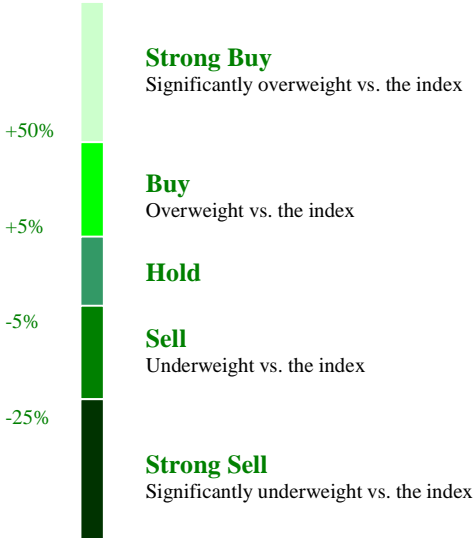 Strong Buy
Significantly overweight vs. the index
+50%
Buy
Overweight vs. the index
+5%
Hold
-5%
Sell
Underweight vs. the index
-25%
Strong Sell
Significantly underweight vs. the index